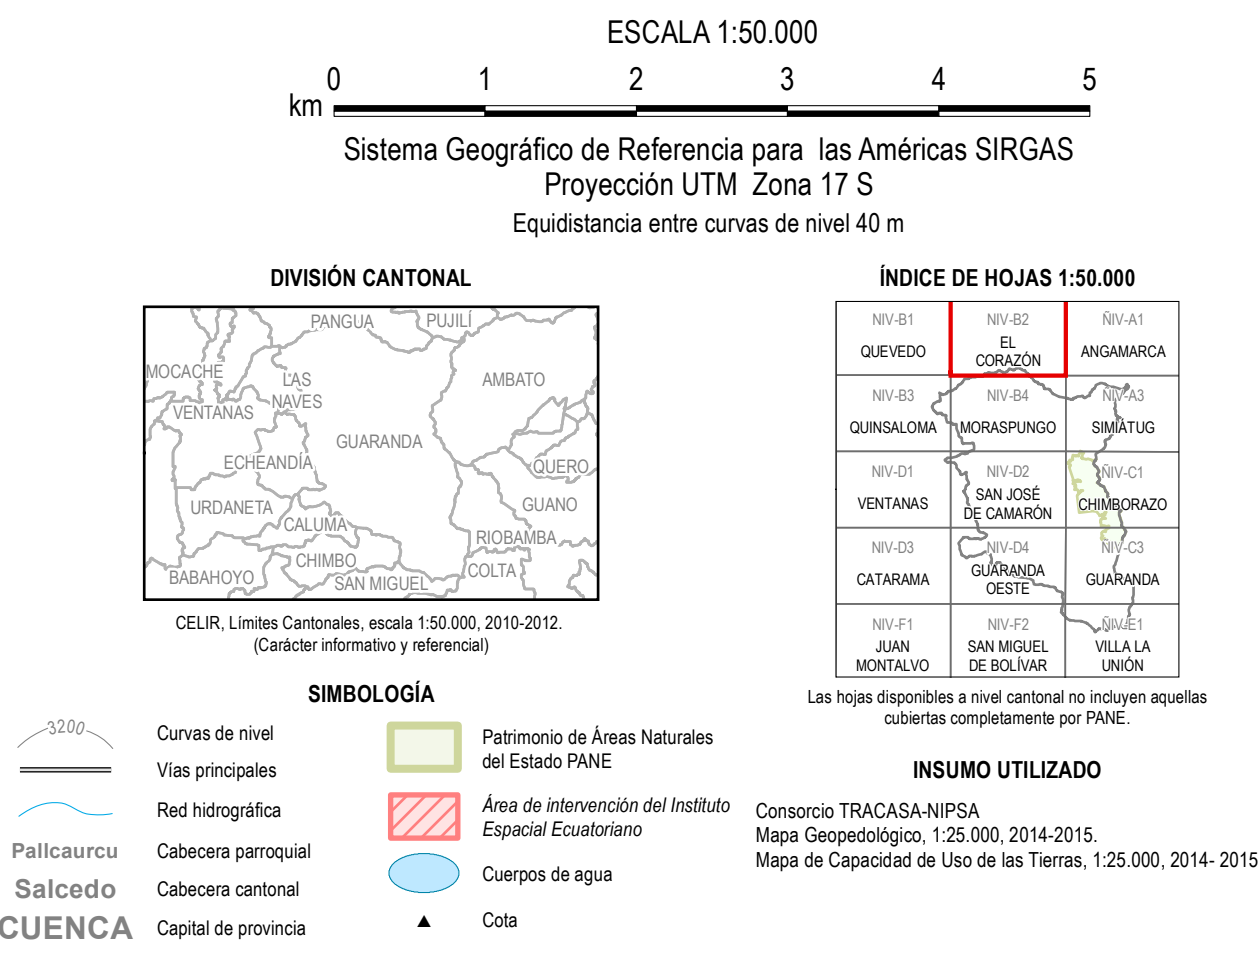 ESCALA 1:50.000
0 1 2 3 4 5
km
Sistema Geográfico de Referencia para las Américas SIRGAS
Proyección UTM Zona 17 S
Equidistancia entre curvas de nivel 40 m
DIVISIÓN CANTONAL
PANGUA
PUJILÍ
MOCACHE
LAS
NAVES
AMBATO
VENTANAS
GUARANDA
ECHEANDÍA
QUERO
URDANETA
GUANO
CALUMA
RIOBAMBA
CHIMBO
COLTA
BABAHOYO
SAN MIGUEL
CELIR, Límites Cantonales, escala 1:50.000, 2010-2012.
(Carácter informativo y referencial)
ÍNDICE DE HOJAS 1:50.000
NIV-B1
QUEVEDO
NIV-B2
EL
CORAZÓN
ÑIV-A1
ANGAMARCA
NIV-B3
QUINSALOMA
NIV-B4
MORASPUNGO
ÑIV-A3
SIMIATUG
NIV-D1
VENTANAS
NIV-D2
SAN JOSÉ
DE CAMARÓN
ÑIV-C1
CHIMBORAZO
NIV-D3
CATARAMA
NIV-D4
GUARANDA
OESTE
ÑIV-C3
GUARANDA
NIV-F1
JUAN
MONTALVO
NIV-F2
SAN MIGUEL
DE BOLÍVAR
ÑIV-E1
VILLA LA
UNIÓN
Las hojas disponibles a nivel cantonal no incluyen aquellas
cubiertas completamente por PANE.
SIMBOLOGÍA
3200
Curvas de nivel
Vías principales
Red hidrográfica
Pallcaurcu
Cabecera parroquial
Salcedo
Cabecera cantonal
CUENCA
Capital de provincia
Patrimonio de Áreas Naturales
del Estado PANE
Área de intervención del Instituto
Espacial Ecuatoriano
Cuerpos de agua
Cota
INSUMO UTILIZADO
Consorcio TRACASA-NIPSA
Mapa Geopedológico, 1:25.000, 2014-2015.
Mapa de Capacidad de Uso de las Tierras, 1:25.000, 2014- 2015